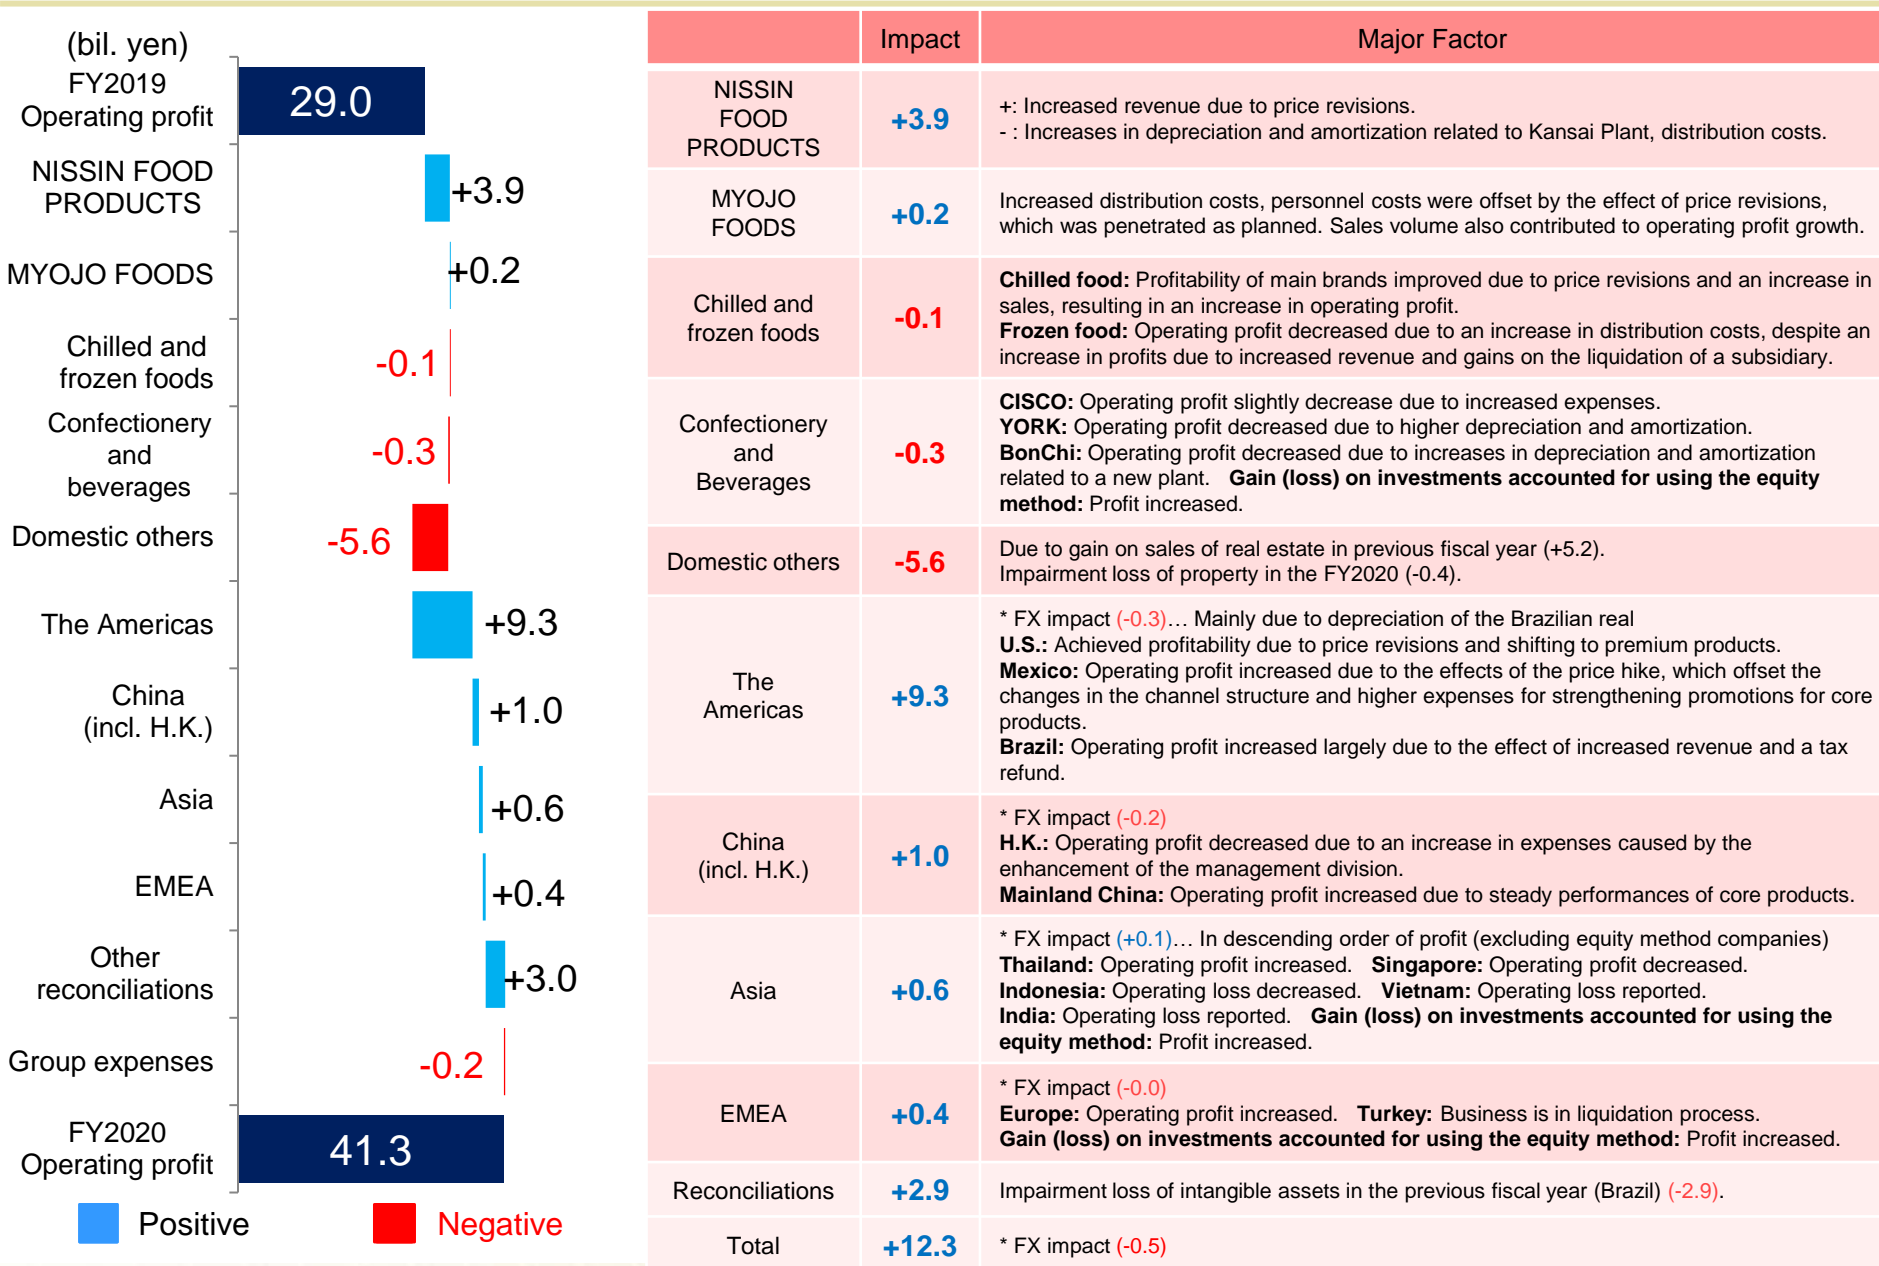 (bil. yen)
FY2019
Operating profit
29.0
NISSIN FOOD
PRODUCTS
+3.9
MYOJO FOODS
+0.2
Chilled and
frozen foods
-0.1
Confectionery
and
beverages
-0.3
Domestic others
-5.6
The Americas
+9.3
China
(incl. H.K.)
+1.0
Asia
+0.6
EMEA
+0.4
Other
reconciliations
+3.0
Group expenses
-0.2
FY2020
Operating profit
41.3
Positive
Negative
Impact
Major Factor
NISSIN
FOOD
PRODUCTS
+3.9
+: Increased revenue due to price revisions.
- : Increases in depreciation and amortization related to Kansai Plant, distribution costs.
MYOJO
FOODS
+0.2
Increased distribution costs, personnel costs were offset by the effect of price revisions,
which was penetrated as planned. Sales volume also contributed to operating profit growth.
Chilled and
frozen foods
-0.1
Chilled food: Profitability of main brands improved due to price revisions and an increase in
sales, resulting in an increase in operating profit.
Frozen food: Operating profit decreased due to an increase in distribution costs, despite an
increase in profits due to increased revenue and gains on the liquidation of a subsidiary.
Confectionery
and
Beverages
-0.3
CISCO: Operating profit slightly decrease due to increased expenses.
YORK: Operating profit decreased due to higher depreciation and amortization.
BonChi: Operating profit decreased due to increases in depreciation and amortization
related to a new plant. Gain (loss) on investments accounted for using the equity
method: Profit increased.
Domestic others
-5.6
Due to gain on sales of real estate in previous fiscal year (+5.2).
Impairment loss of property in the FY2020 (-0.4).
The
Americas
+9.3
* FX impact (-0.3)… Mainly due to depreciation of the Brazilian real
U.S.: Achieved profitability due to price revisions and shifting to premium products.
Mexico: Operating profit increased due to the effects of the price hike, which offset the
changes in the channel structure and higher expenses for strengthening promotions for core
products.
Brazil: Operating profit increased largely due to the effect of increased revenue and a tax
refund.
China
(incl. H.K.)
+1.0
* FX impact (-0.2)
H.K.: Operating profit decreased due to an increase in expenses caused by the
enhancement of the management division.
Mainland China: Operating profit increased due to steady performances of core products.
Asia
+0.6
* FX impact (+0.1)… In descending order of profit (excluding equity method companies)
Thailand: Operating profit increased. Singapore: Operating profit decreased.
Indonesia: Operating loss decreased. Vietnam: Operating loss reported.
India: Operating loss reported. Gain (loss) on investments accounted for using the
equity method: Profit increased.
EMEA
+0.4
* FX impact (-0.0)
Europe: Operating profit increased. Turkey: Business is in liquidation process.
Gain (loss) on investments accounted for using the equity method: Profit increased.
Reconciliations
+2.9
Impairment loss of intangible assets in the previous fiscal year (Brazil) (-2.9).
Total
+12.3
* FX impact (-0.5)